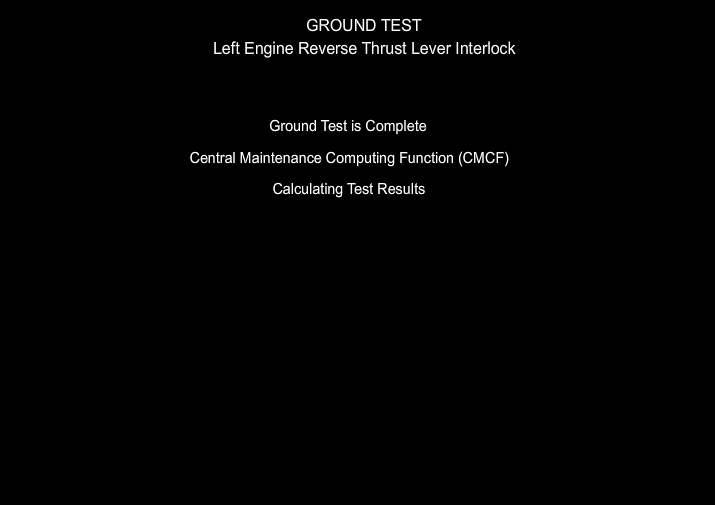 GROUND TEST
Left Engine Reverse Thrust Lever Interlock
Ground Test is Complete
Central Maintenance Computing Function (CMCF)
Calculating Test Results